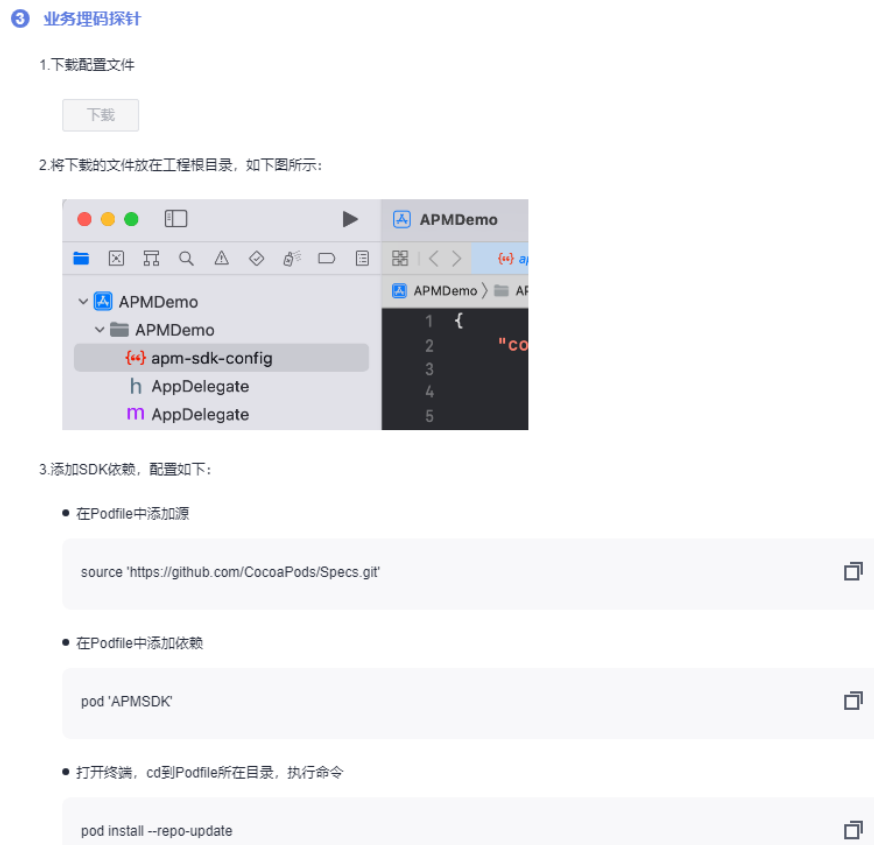 3 业务埋码探针
1.下载配置文件
下载
2.将下载的文件放在工程根目录，如下图所示：
APMDemo
APMDemo
APMDemo
apm-sdk-config
AppDelegate
AppDelegate
{
"co
1
2
3
4
5
APMDemo
3.添加SDK依赖，配置如下：
● 在Podfile中添加源
source 'https://github.com/CocoaPods/Specs.git'
● 在Podfile中添加依赖
pod 'APMSDK'
● 打开终端，cd到Podfile所在目录，执行命令
pod install --repo-update